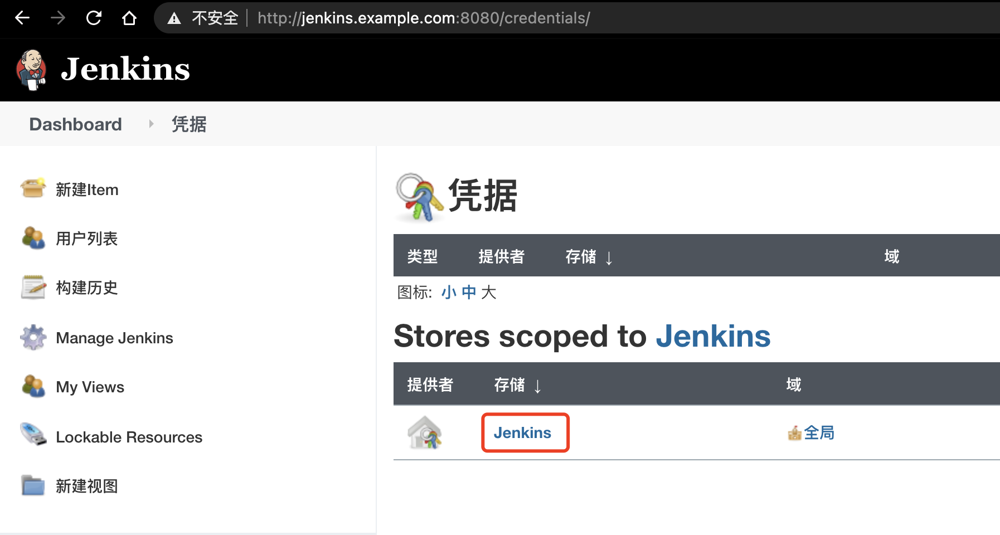 不安全 http://jenkins.example.com:8080/credentials/
Jenkins
Dashboard 凭据
新建Item
用户列表
构建历史
Manage Jenkins
My Views
Lockable Resources
新建视图
凭据
类型 提供者 存储 ↓ 域
图标: 小 中 大
Stores scoped to Jenkins
提供者 存储 ↓ 域
Jenkins 全局